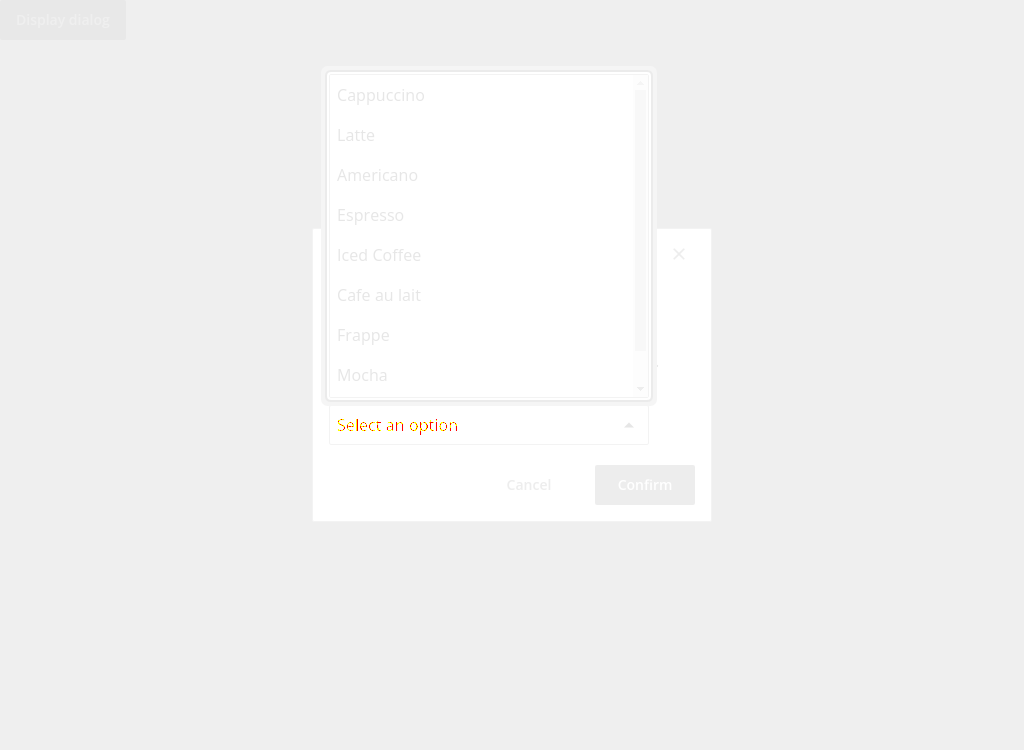 Display dialog
Cappuccino
Latte
Americano
Espresso
Iced Coffee
Cafe au lait
Frappe
Mocha
Select an option
Cancel
Confirm